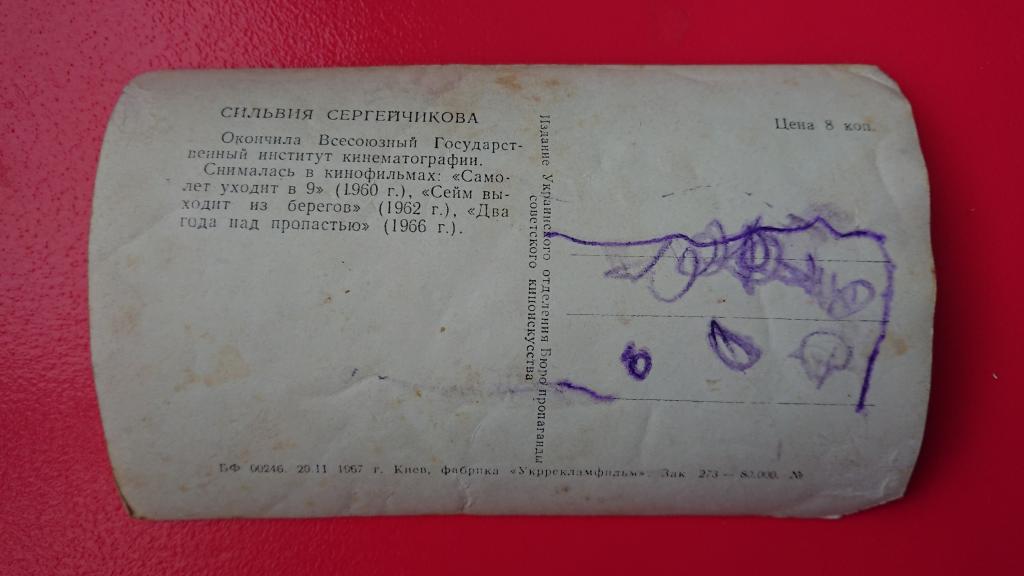 СИЛЬВИЯ СЕРГЕЙЧИКОВА
Окончила Всесоюзный Государст-
венный институт кинематографии.
Снималась в кинофильмах: «Само-
лет уходит в 9» (1960 г.), «Сейм вы-
ходит из берегов» (1962 г.), «Два
года над пропастью» (1966 г.).
Издание Украинского отделения Бюро пропаганды
советского киноискусства
Цена 8 коп.
БФ 00246. 20.11 1967 г. Киев, фабрика «Укррекламфильм». Зак 273 — 82.000. №